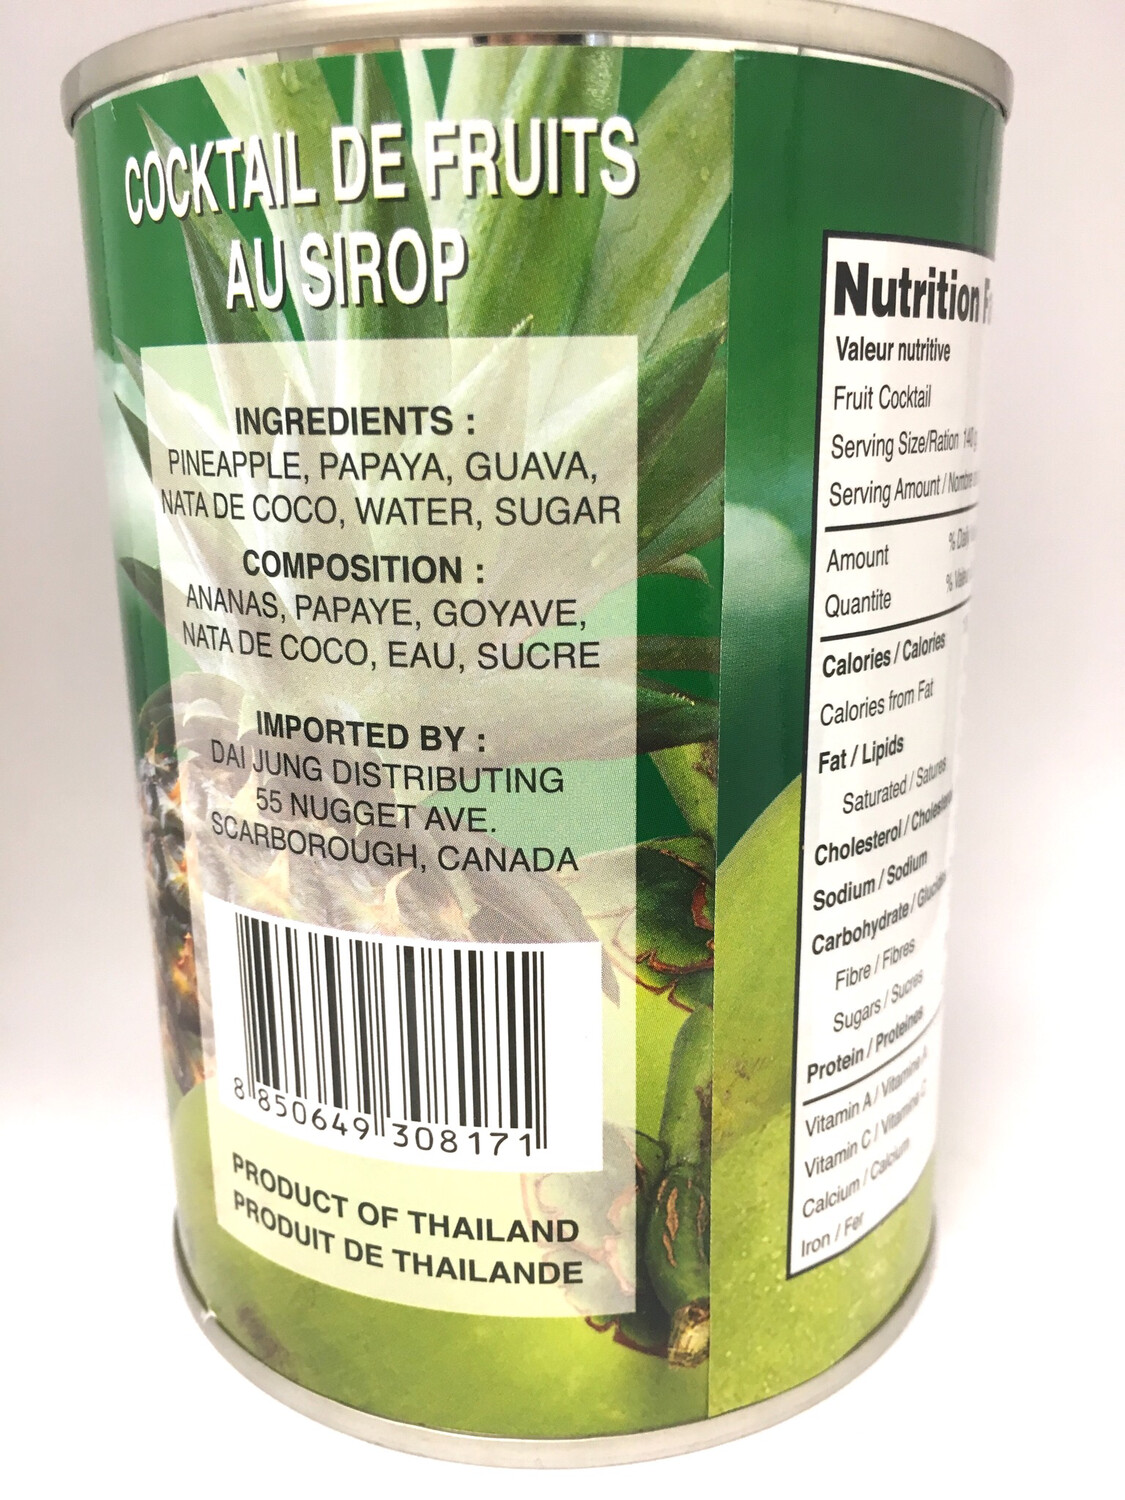 COCKTAIL DE FRUITS
AU SIROP
INGREDIENTS :
PINEAPPLE, PAPAYA, GUAVA,
NATA DE COCO, WATER, SUGAR
COMPOSITION :
ANANAS, PAPAYE, GOYAVE,
NATA DE COCO, EAU, SUCRE
IMPORTED BY :
DAI JUNG DISTRIBUTING
55 NUGGET AVE.
SCARBOROUGH, CANADA
8 850649 308171
PRODUCT OF THAILAND
PRODUIT DE THAILANDE
Nutrition
Valeur nutritive
Fruit Cocktail
Serving Size/Ration 140 g
Serving Amount / Nombre
Amount
Quantite
Calories / Calories
Calories from Fat
Fat / Lipids
Saturated / Satures
Cholesterol /
Sodium / Sodium
Carbohydrate /
Fibre / Fibres
Sugars / Sucres
Protein / Proteines
Vitamin A / Vitamine A
Vitamin C / Vitamine C
Calcium / Calcium
Iron / Fer